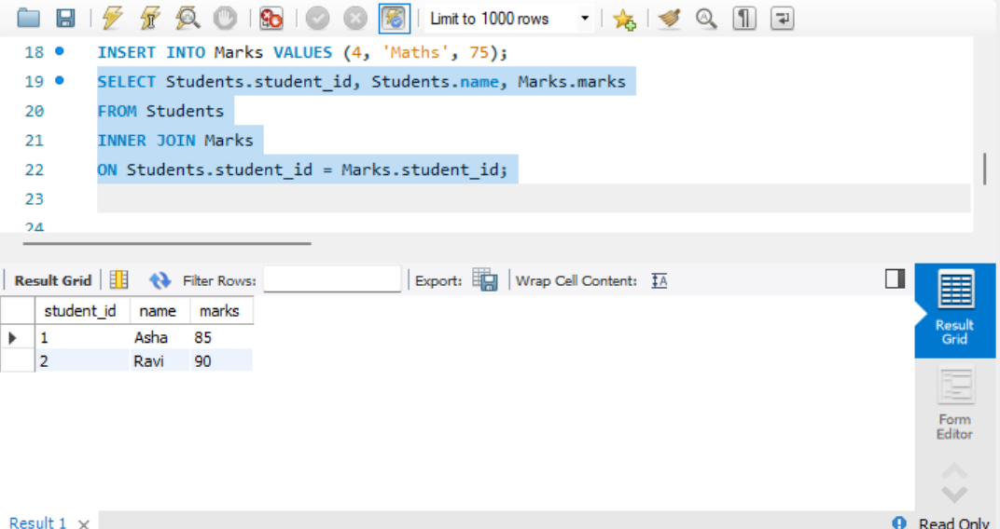 Limit to 1000 rows
18 INSERT INTO Marks VALUES (4, 'Maths', 75);
19 SELECT Students.student_id, Students.name, Marks.marks
20 FROM Students
21 INNER JOIN Marks
22 ON Students.student_id = Marks.student_id;
23
24
Result Grid Filter Rows: Export: Wrap Cell Content: IA
student_id name marks
1 Asha 85
2 Ravi 90
Result
Grid
Form
Editor
Result 1 × Read Only